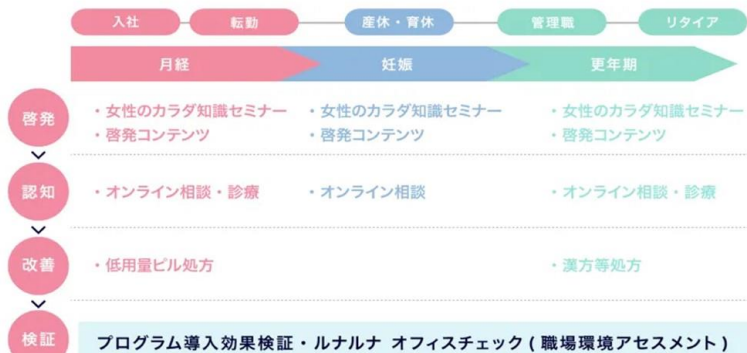 入社 転勤 産休・育休 管理職 リタイア
月経 妊娠 更年期
啓発
・女性のカラダ知識セミナー ・女性のカラダ知識セミナー ・女性のカラダ知識セミナー
・啓発コンテンツ ・啓発コンテンツ ・啓発コンテンツ
認知 ・オンライン相談・診療 ・オンライン相談 ・オンライン相談・診療
改善 ・低用量ピル処方 ・漢方等処方
検証 プログラム導入効果検証・ルナルナ オフィスチェック ( 職場環境アセスメント )